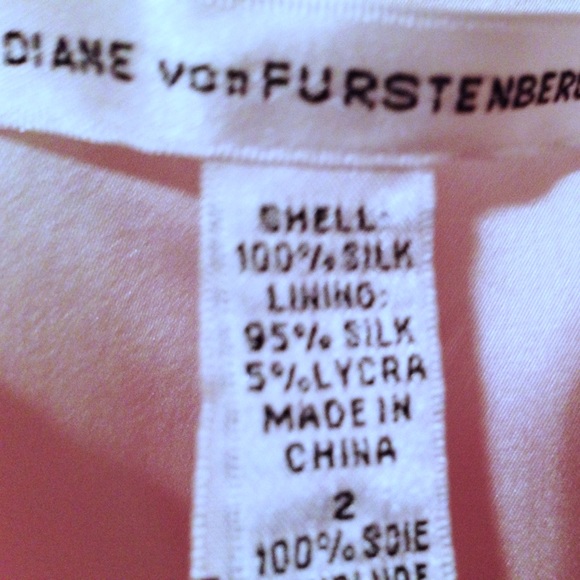 DIANE von FURSTENBERG
SHELL:
100% SILK
LINING:
95% SILK
5% LYCRA
MADE IN
CHINA
2
100% SOIE